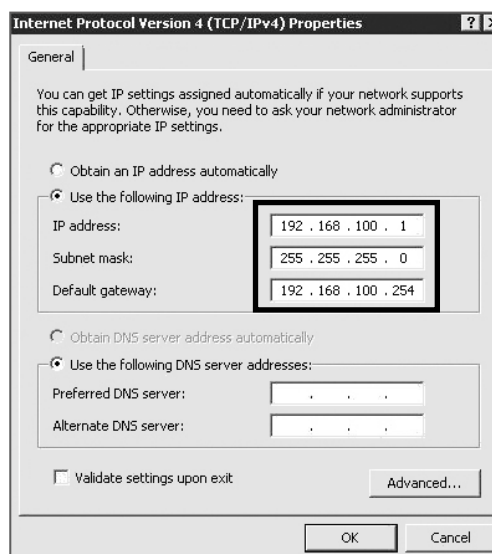 Internet Protocol Version 4 (TCP/IPv4) Properties ? X
General
You can get IP settings assigned automatically if your network supports
this capability. Otherwise, you need to ask your network administrator
for the appropriate IP settings.
Obtain an IP address automatically
Use the following IP address:
IP address: 192 . 168 . 100 . 1
Subnet mask: 255 . 255 . 255 . 0
Default gateway: 192 . 168 . 100 . 254
Obtain DNS server address automatically
Use the following DNS server addresses:
Preferred DNS server: . . .
Alternate DNS server: . . .
Validate settings upon exit
Advanced...
OK Cancel